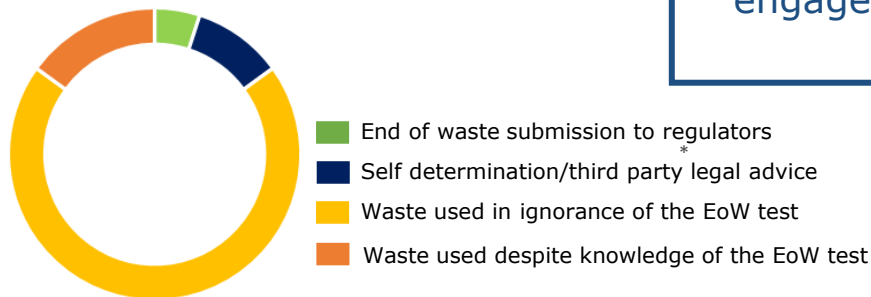 engage
End of waste submission to regulators
*
Self determination/third party legal advice
Waste used in ignorance of the EoW test
Waste used despite knowledge of the EoW test